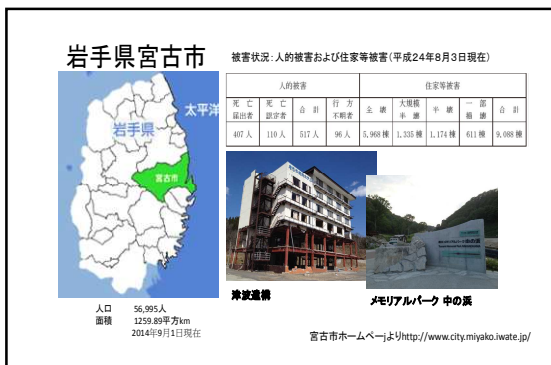 岩手県宮古市
被害状況：人的被害および住家等被害（平成24年8月3日現在）
人的被害 住家等被害
死亡届出者 死亡認定者 合計 行方不明者 全壊 大規模半壊 半壊 一部損壊 合計
407人 110人 517人 96人 5,968棟 1,335棟 1,174棟 611棟 9,088棟
太平洋
岩手県
宮古市
津波遺構
メモリアルパーク 中の浜
人口 56,995人
面積 1259.89平方km
2014年9月1日現在
宮古市ホームページよりhttp://www.city.miyako.iwate.jp/